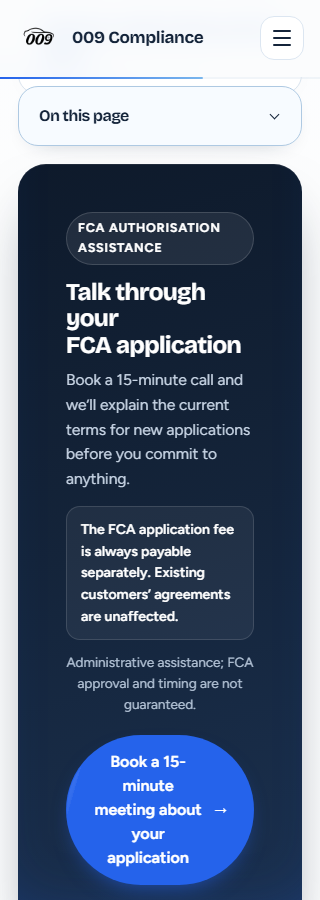 009 009 Compliance
On this page
FCA AUTHORISATION
ASSISTANCE
Talk through
your
FCA application
Book a 15-minute call and
we’ll explain the current
terms for new applications
before you commit to
anything.
The FCA application fee
is always payable
separately. Existing
customers’ agreements
are unaffected.
Administrative assistance; FCA
approval and timing are not
guaranteed.
Book a 15-
minute
meeting about →
your
application